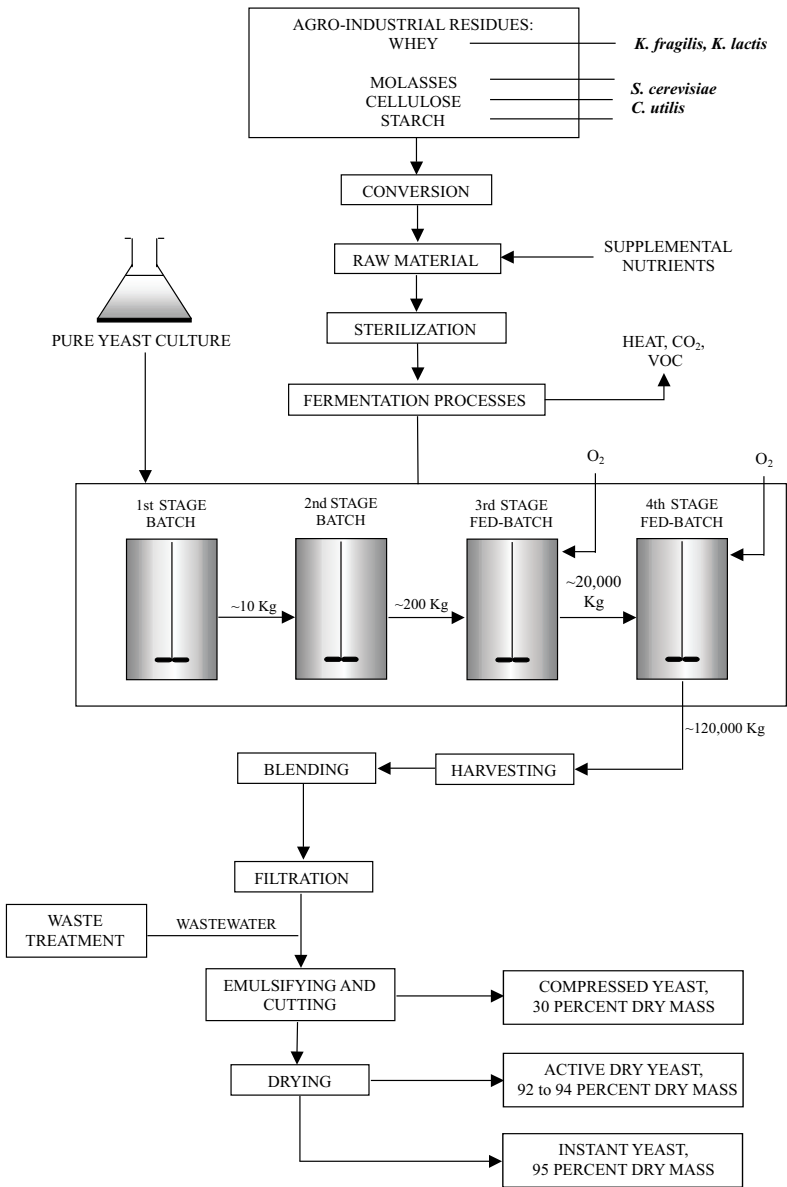 AGRO-INDUSTRIAL RESIDUES:
WHEY
K. fragilis, K. lactis
MOLASSES
CELLULOSE
STARCH
S. cerevisiae
C. utilis
CONVERSION
RAW MATERIAL
SUPPLEMENTAL
NUTRIENTS
STERILIZATION
PURE YEAST CULTURE
HEAT, CO₂,
VOC
FERMENTATION PROCESSES
O₂
O₂
1st STAGE
BATCH
2nd STAGE
BATCH
3rd STAGE
FED-BATCH
4th STAGE
FED-BATCH
~10 Kg
~200 Kg
~20,000
Kg
~120,000 Kg
BLENDING
HARVESTING
FILTRATION
WASTE
TREATMENT
WASTEWATER
EMULSIFYING AND
CUTTING
COMPRESSED YEAST,
30 PERCENT DRY MASS
DRYING
ACTIVE DRY YEAST,
92 to 94 PERCENT DRY MASS
INSTANT YEAST,
95 PERCENT DRY MASS